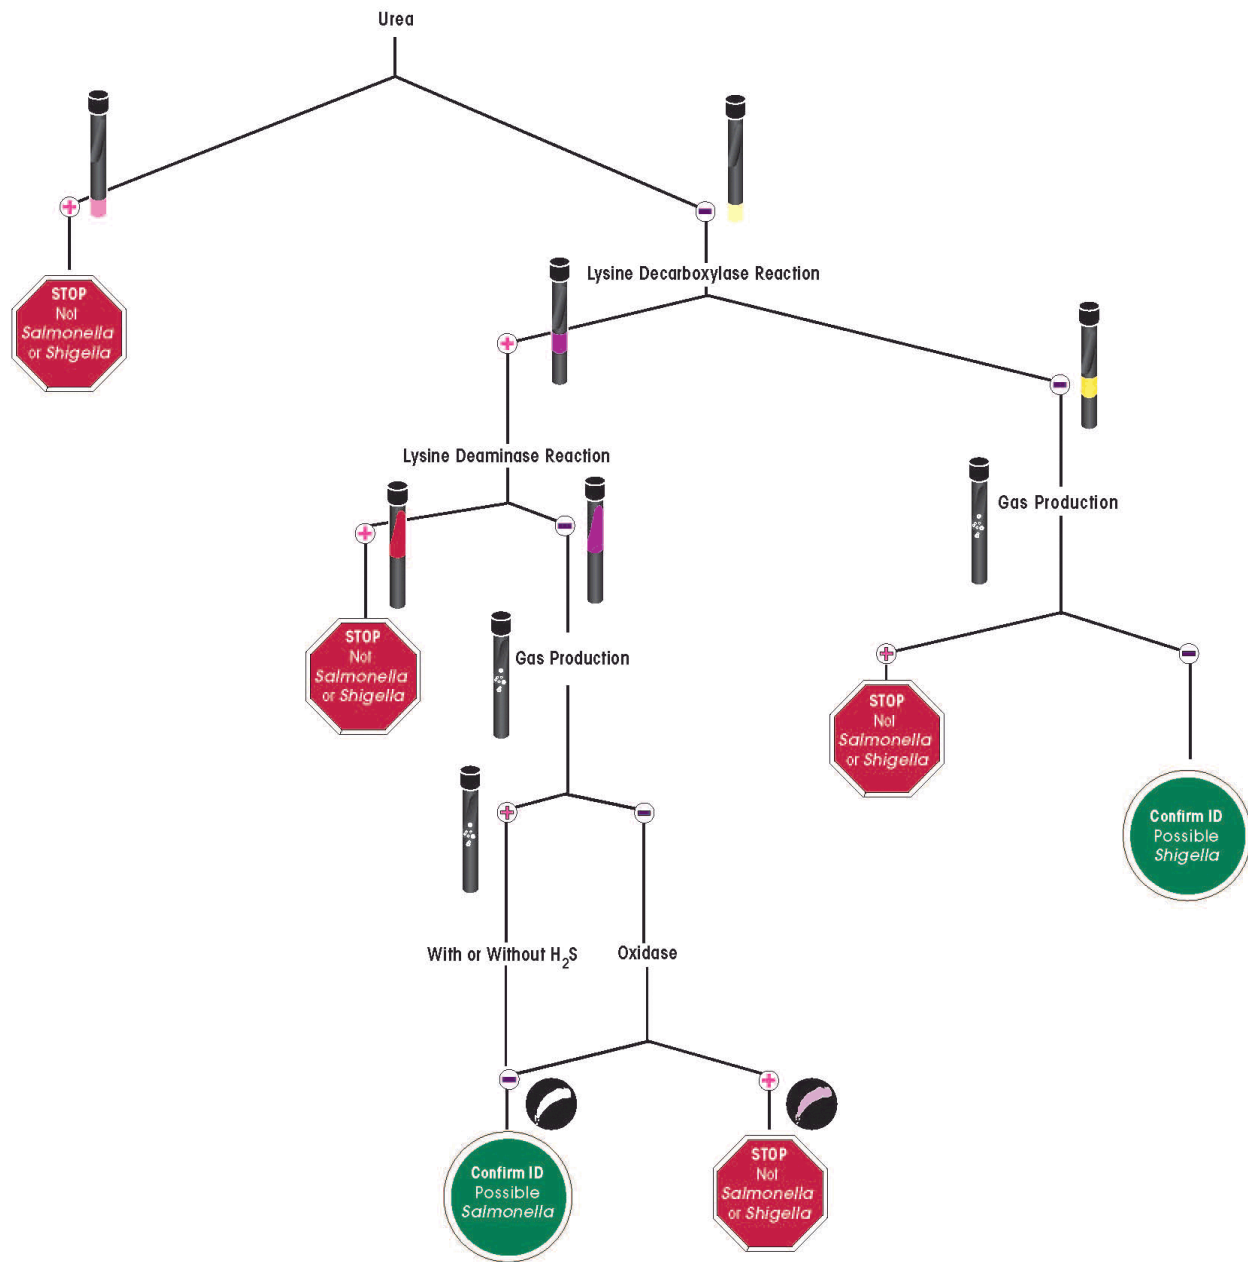 Urea
STOP
Not
Salmonella
or Shigella
Lysine Decarboxylase Reaction
Lysine Deaminase Reaction
Gas Production
STOP
Not
Salmonella
or Shigella
Gas Production
STOP
Not
Salmonella
or Shigella
Confirm ID
Possible
Shigella
With or Without H₂S
Oxidase
Confirm ID
Possible
Salmonella
STOP
Not
Salmonella
or Shigella